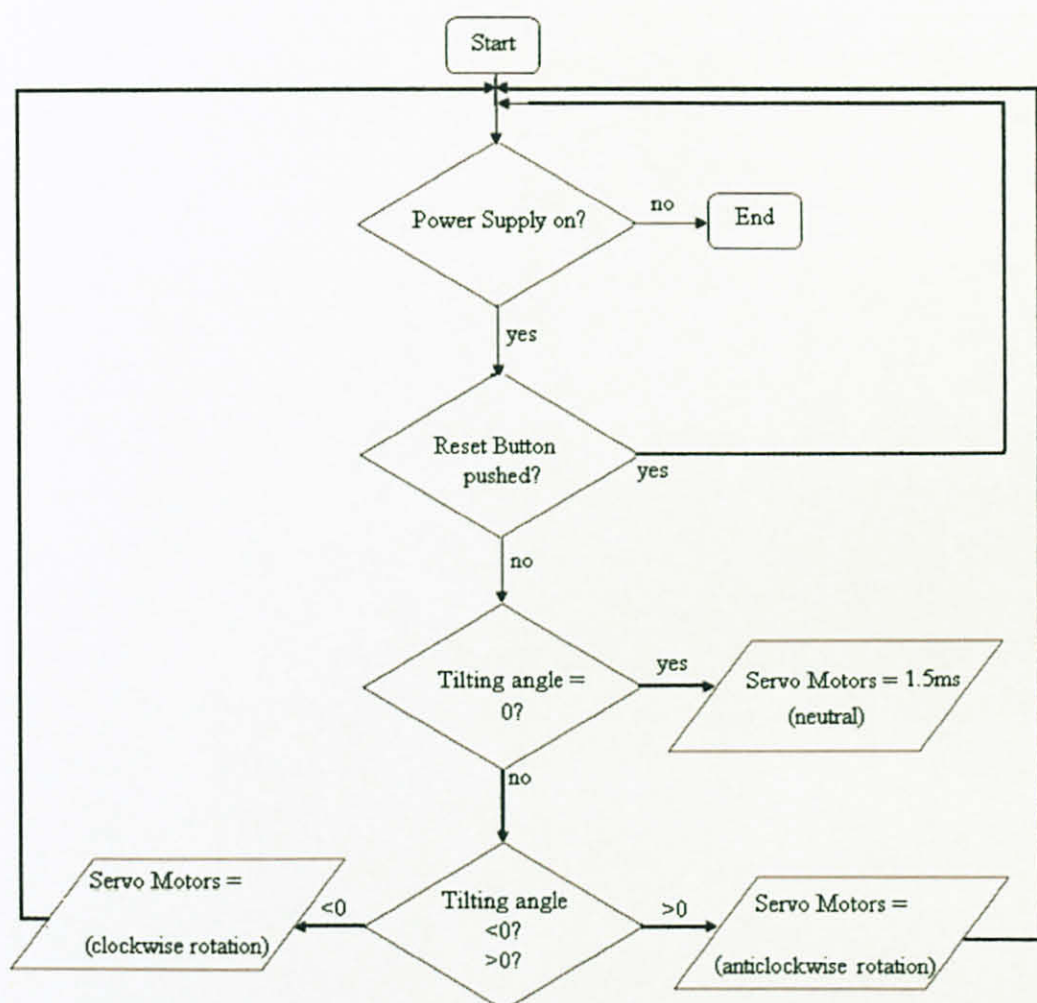 Start
Power Supply on?
no
End
yes
Reset Button
pushed?
yes
no
Tilting angle =
0?
yes
Servo Motors = 1.5ms
(neutral)
no
Tilting angle
<0?
>0?
<0
Servo Motors =
(clockwise rotation)
>0
Servo Motors =
(anticlockwise rotation)